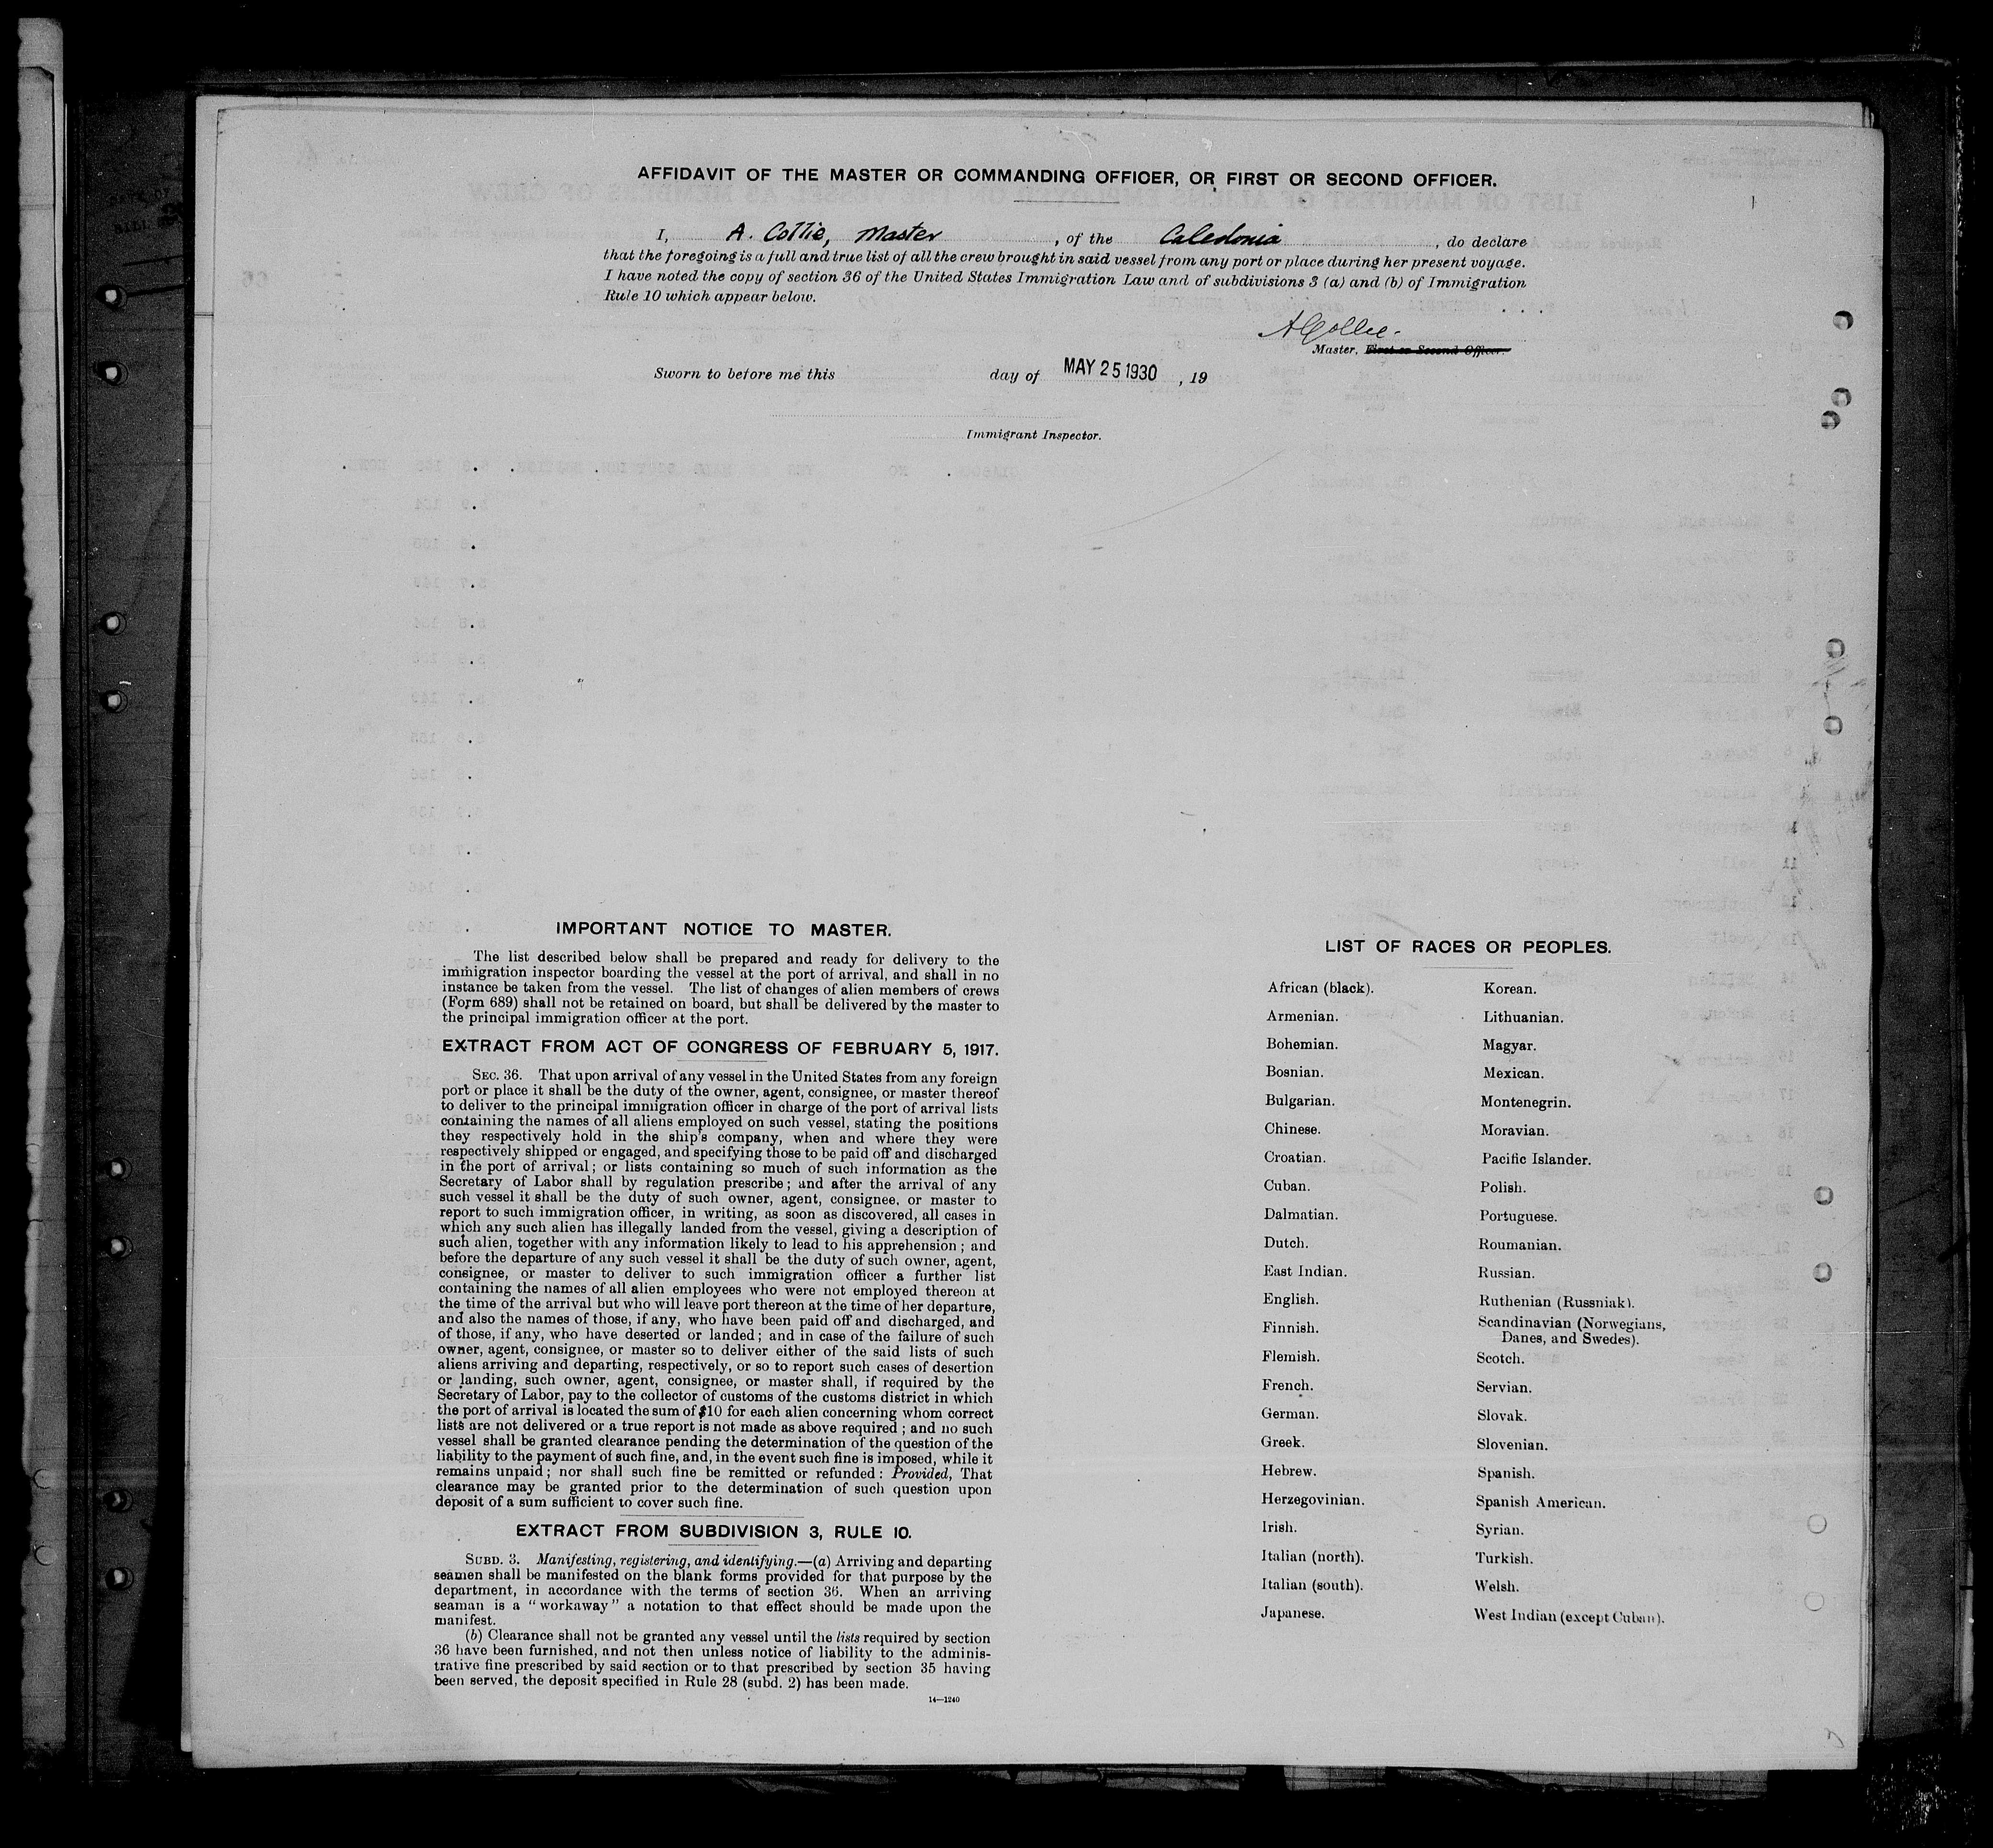 AFFIDAVIT OF THE MASTER OR COMMANDING OFFICER, OR FIRST OR SECOND OFFICER.
I, A. Collie, Master , of the Caledonia , do declare
that the foregoing is a full and true list of all the crew brought in said vessel from any port or place during her present voyage.
I have noted the copy of section 36 of the United States Immigration Law and of subdivisions 3 (a) and (b) of Immigration
Rule 10 which appear below.
A Collie.
Master, First or Second Officer.
Sworn to before me this day of MAY 25 1930 , 19
Immigrant Inspector.
IMPORTANT NOTICE TO MASTER.
The list described below shall be prepared and ready for delivery to the
immigration inspector boarding the vessel at the port of arrival, and shall in no
instance be taken from the vessel. The list of changes of alien members of crews
(Form 689) shall not be retained on board, but shall be delivered by the master to
the principal immigration officer at the port.
EXTRACT FROM ACT OF CONGRESS OF FEBRUARY 5, 1917.
SEC. 36. That upon arrival of any vessel in the United States from any foreign
port or place it shall be the duty of the owner, agent, consignee, or master thereof
to deliver to the principal immigration officer in charge of the port of arrival lists
containing the names of all aliens employed on such vessel, stating the positions
they respectively hold in the ship's company, when and where they were
respectively shipped or engaged, and specifying those to be paid off and discharged
in the port of arrival; or lists containing so much of such information as the
Secretary of Labor shall by regulation prescribe; and after the arrival of any
such vessel it shall be the duty of such owner, agent, consignee, or master to
report to such immigration officer, in writing, as soon as discovered, all cases in
which any such alien has illegally landed from the vessel, giving a description of
such alien, together with any information likely to lead to his apprehension; and
before the departure of any such vessel it shall be the duty of such owner, agent,
consignee, or master to deliver to such immigration officer a further list
containing the names of all alien employees who were not employed thereon at
the time of the arrival but who will leave port thereon at the time of her departure,
and also the names of those, if any, who have been paid off and discharged, and
of those, if any, who have deserted or landed; and in case of the failure of such
owner, agent, consignee, or master so to deliver either of the said lists of such
aliens arriving and departing, respectively, or so to report such cases of desertion
or landing, such owner, agent, consignee, or master shall, if required by the
Secretary of Labor, pay to the collector of customs of the customs district in which
the port of arrival is located the sum of $10 for each alien concerning whom correct
lists are not delivered or a true report is not made as above required; and no such
vessel shall be granted clearance pending the determination of the question of the
liability to the payment of such fine, and, in the event such fine is imposed, while it
remains unpaid; nor shall such fine be remitted or refunded: Provided, That
clearance may be granted prior to the determination of such question upon
deposit of a sum sufficient to cover such fine.
EXTRACT FROM SUBDIVISION 3, RULE 10.
SUBD. 3. Manifesting, registering, and identifying.—(a) Arriving and departing
seamen shall be manifested on the blank forms provided for that purpose by the
department, in accordance with the terms of section 36. When an arriving
seaman is a "workaway" a notation to that effect should be made upon the
manifest.
(b) Clearance shall not be granted any vessel until the lists required by section
36 have been furnished, and not then unless notice of liability to the adminis-
trative fine prescribed by said section or to that prescribed by section 35 having
been served, the deposit specified in Rule 28 (subd. 2) has been made.
14—1240
LIST OF RACES OR PEOPLES.
African (black).
Armenian.
Bohemian.
Bosnian.
Bulgarian.
Chinese.
Croatian.
Cuban.
Dalmatian.
Dutch.
East Indian.
English.
Finnish.
Flemish.
French.
German.
Greek.
Hebrew.
Herzegovinian.
Irish.
Italian (north).
Italian (south).
Japanese.
Korean.
Lithuanian.
Magyar.
Mexican.
Montenegrin.
Moravian.
Pacific Islander.
Polish.
Portuguese.
Roumanian.
Russian.
Ruthenian (Russniak).
Scandinavian (Norwegians,
Danes, and Swedes).
Scotch.
Servian.
Slovak.
Slovenian.
Spanish.
Spanish American.
Syrian.
Turkish.
Welsh.
West Indian (except Cuban).